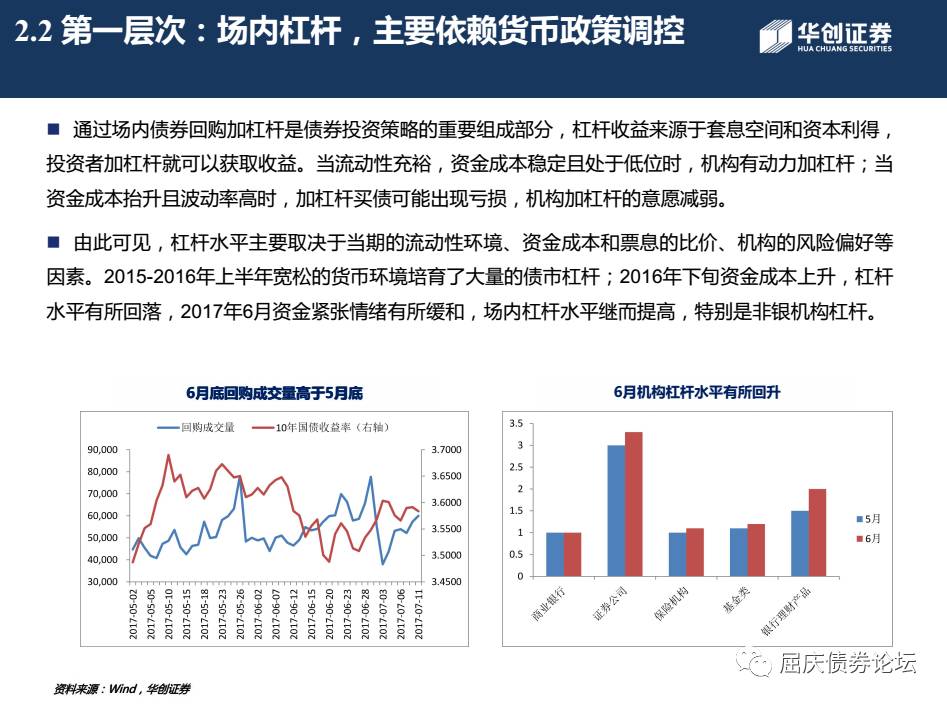 2.2 第一层次：场内杠杆，主要依赖货币政策调控
华创证券
HUA CHUANG SECURITIES
■ 通过场内债券回购加杠杆是债券投资策略的重要组成部分，杠杆收益来源于套息空间和资本利得，
投资者加杠杆就可以获取收益。当流动性充裕，资金成本稳定且处于低位时，机构有动力加杠杆；当
资金成本抬升且波动率高时，加杠杆买债可能出现亏损，机构加杠杆的意愿减弱。
■ 由此可见，杠杆水平主要取决于当期的流动性环境、资金成本和票息的比价、机构的风险偏好等
因素。2015-2016年上半年宽松的货币环境培育了大量的债市杠杆；2016年下旬资金成本上升，杠杆
水平有所回落，2017年6月资金紧张情绪有所缓和，场内杠杆水平继而提高，特别是非银机构杠杆。
6月底回购成交量高于5月底
回购成交量 10年国债收益率（右轴）
90,000 3.7000
80,000 3.6500
70,000
60,000 3.6000
50,000 3.5500
40,000 3.5000
30,000 3.4500
2017-05-02 2017-05-05 2017-05-10 2017-05-15 2017-05-18 2017-05-23 2017-05-26 2017-06-02 2017-06-07 2017-06-12 2017-06-15 2017-06-20 2017-06-23 2017-06-28 2017-07-03 2017-07-06 2017-07-11
6月机构杠杆水平有所回升
3.5
3
2.5
2
1.5
1
0.5
0
5月
6月
商业银行 证券公司 保险机构 基金类 银行理财产品
屈庆债券论坛
资料来源：Wind，华创证券